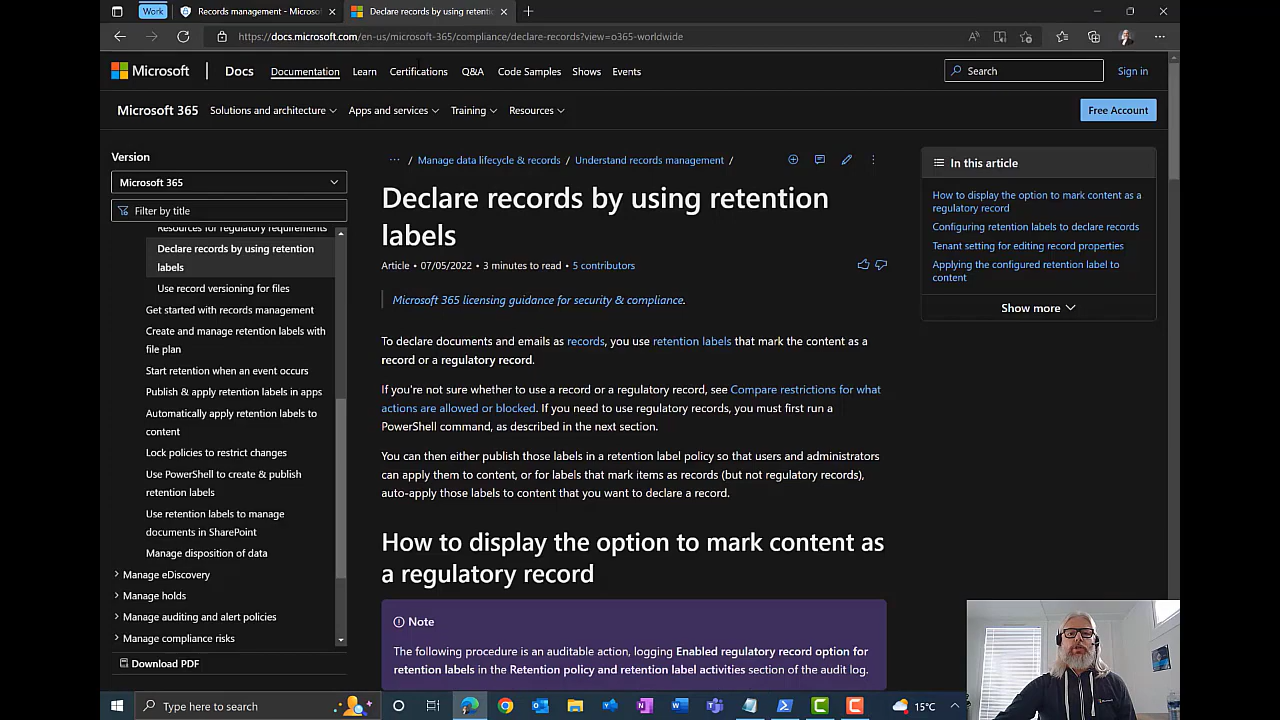 Work
Records management - Microso
Declare records by using retentio
https://docs.microsoft.com/en-us/microsoft-365/compliance/declare-records?view=o365-worldwide
Microsoft
Docs
Documentation
Learn
Certifications
Q&A
Code Samples
Shows
Events
Search
Sign in
Microsoft 365
Solutions and architecture
Apps and services
Training
Resources
Free Account
Version
Microsoft 365
Filter by title
Resources for regulatory requirements
Declare records by using retention
labels
Use record versioning for files
Get started with records management
Create and manage retention labels with
file plan
Start retention when an event occurs
Publish & apply retention labels in apps
Automatically apply retention labels to
content
Lock policies to restrict changes
Use PowerShell to create & publish
retention labels
Use retention labels to manage
documents in SharePoint
Manage disposition of data
Manage eDiscovery
Manage holds
Manage auditing and alert policies
Manage compliance risks
Download PDF
··· / Manage data lifecycle & records / Understand records management /
Declare records by using retention
labels
Article • 07/05/2022 • 3 minutes to read • 5 contributors
Microsoft 365 licensing guidance for security & compliance.
To declare documents and emails as records, you use retention labels that mark the content as a
record or a regulatory record.
If you're not sure whether to use a record or a regulatory record, see Compare restrictions for what
actions are allowed or blocked. If you need to use regulatory records, you must first run a
PowerShell command, as described in the next section.
You can then either publish those labels in a retention label policy so that users and administrators
can apply them to content, or for labels that mark items as records (but not regulatory records),
auto-apply those labels to content that you want to declare a record.
How to display the option to mark content as
a regulatory record
Note
The following procedure is an auditable action, logging Enabled regulatory record option for
retention labels in the Retention policy and retention label activities section of the audit log.
In this article
How to display the option to mark content as a
regulatory record
Configuring retention labels to declare records
Tenant setting for editing record properties
Applying the configured retention label to
content
Show more
Type here to search
15°C